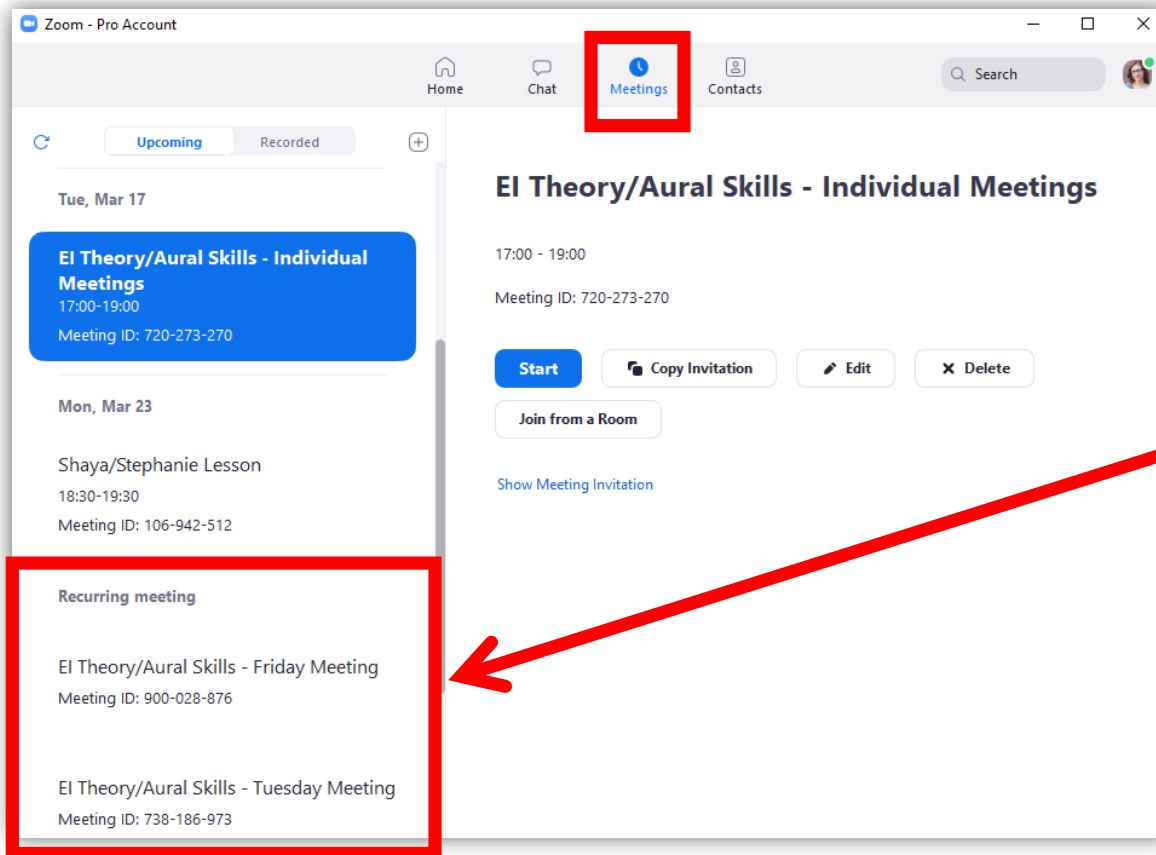 Zoom - Pro Account
Home
Chat
Meetings
Contacts
Search
Upcoming
Recorded
Tue, Mar 17
EI Theory/Aural Skills - Individual
Meetings
17:00-19:00
Meeting ID: 720-273-270
Mon, Mar 23
Shaya/Stephanie Lesson
18:30-19:30
Meeting ID: 106-942-512
Recurring meeting
EI Theory/Aural Skills - Friday Meeting
Meeting ID: 900-028-876
EI Theory/Aural Skills - Tuesday Meeting
Meeting ID: 738-186-973
EI Theory/Aural Skills - Individual Meetings
17:00 - 19:00
Meeting ID: 720-273-270
Start
Copy Invitation
Edit
Delete
Join from a Room
Show Meeting Invitation